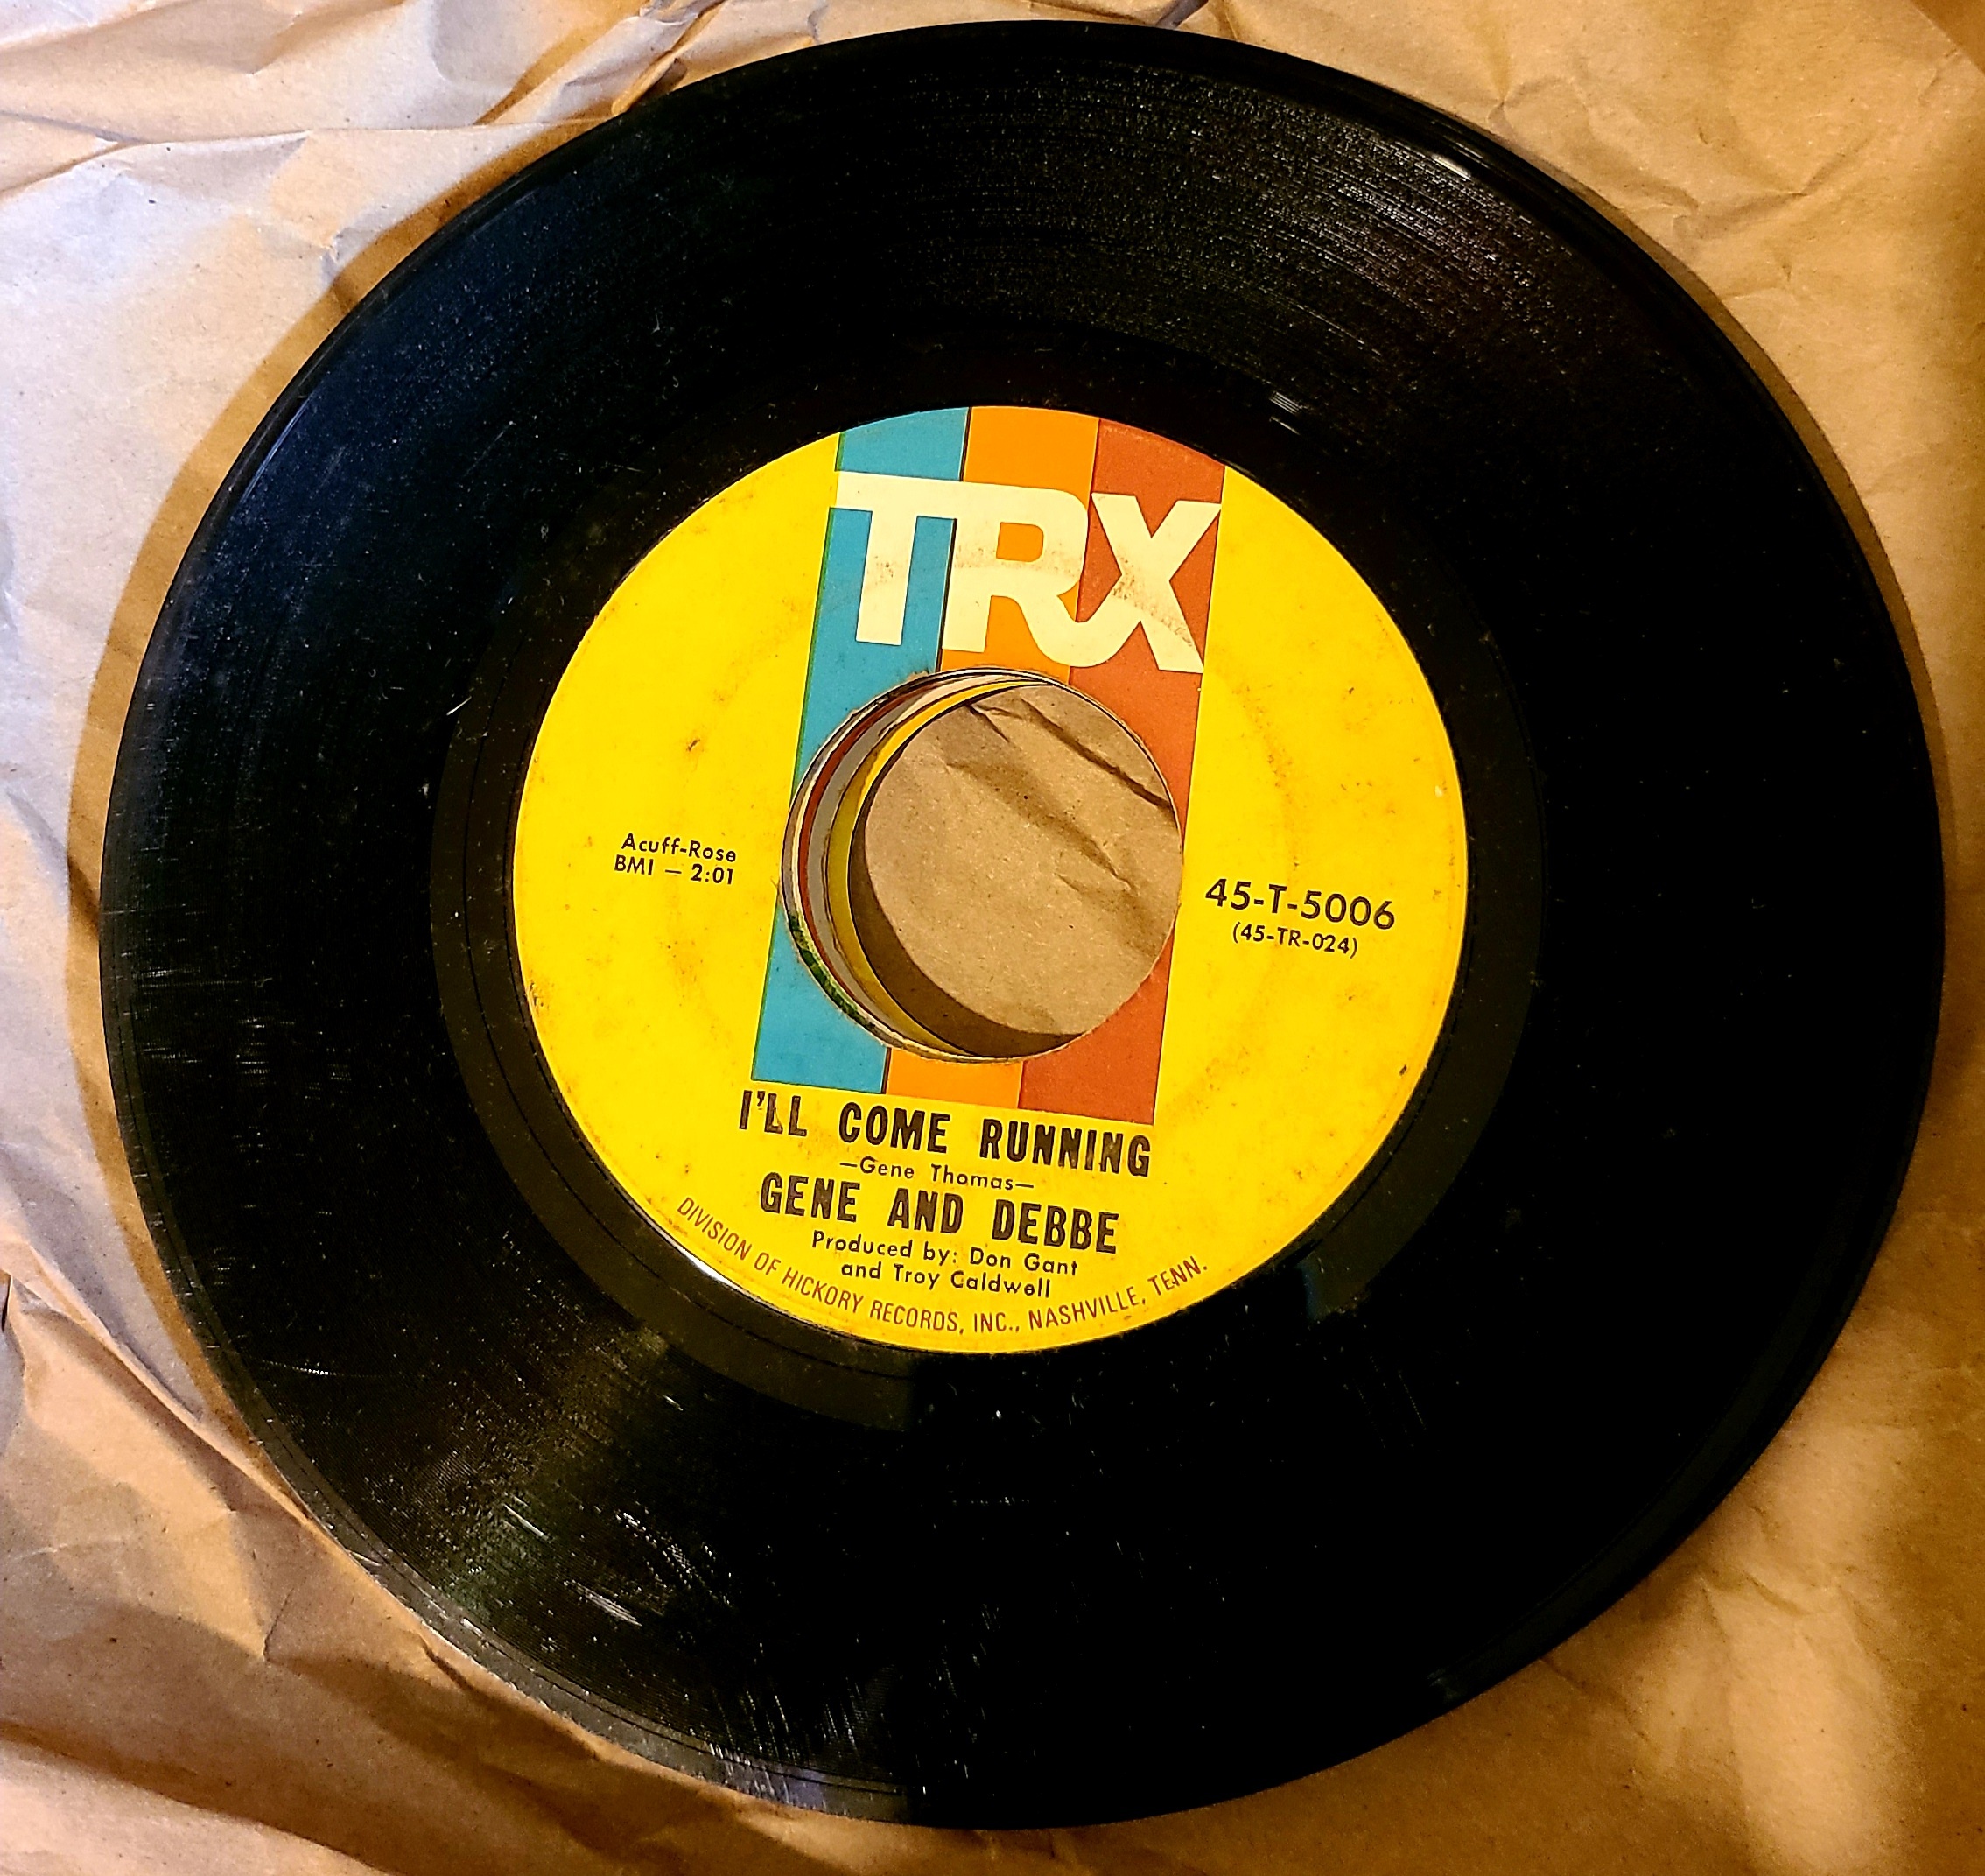 TRX
Acuff-Rose
BMI — 2:01
45-T-5006
(45-TR-024)
I'LL COME RUNNING
—Gene Thomas—
GENE AND DEBBE
Produced by: Don Gant
and Troy Caldwell
DIVISION OF HICKORY RECORDS, INC., NASHVILLE, TENN.